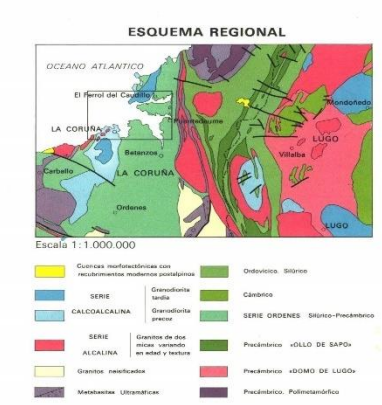 ESQUEMA REGIONAL
OCEANO ATLANTICO
El Ferrol del Caudillo
Mondoñedo
Puentedeume
LA CORUÑA
LUGO
Betanzos
Villalba
Carballo
LA CORUÑA
Ordenes
LUGO
Escala 1:1.000.000
Cuencas morfotectónicas con
recubrimientos modernos postalpinos
SERIE
CALCOALCALINA
Granodiorita
tardia
Granodiorita
precoz
SERIE
ALCALINA
Granitos de dos
micas variando
en edad y textura
Granitos neisificados
Metabasitas Ultramáficas
Ordovícico. Silúrico
Cámbrico
SERIE ORDENES Silúrico-Precámbrico
Precámbrico «OLLO DE SAPO»
Precámbrico «DOMO DE LUGO»
Precámbrico. Polimetamórfico